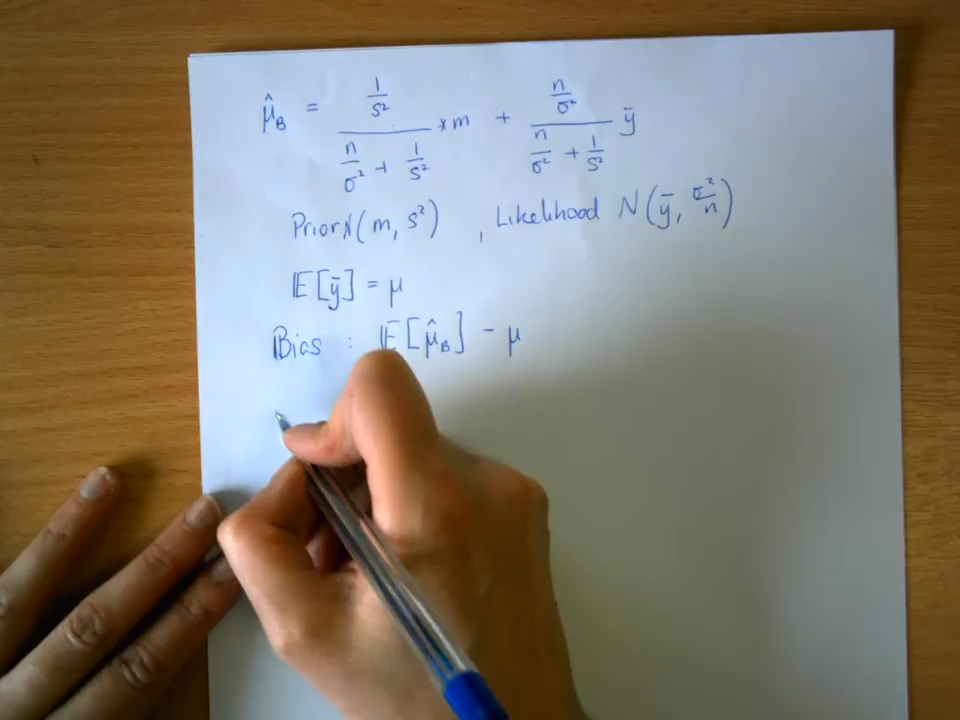 μ̂_B = (1/s²)/(n/σ² + 1/s²) * m + (n/σ²)/(n/σ² + 1/s²) ȳ
Prior N(m, s²) , Likelihood N(ȳ, σ²/n)
𝔼[ȳ] = μ
Bias : 𝔼[μ̂_B] - μ